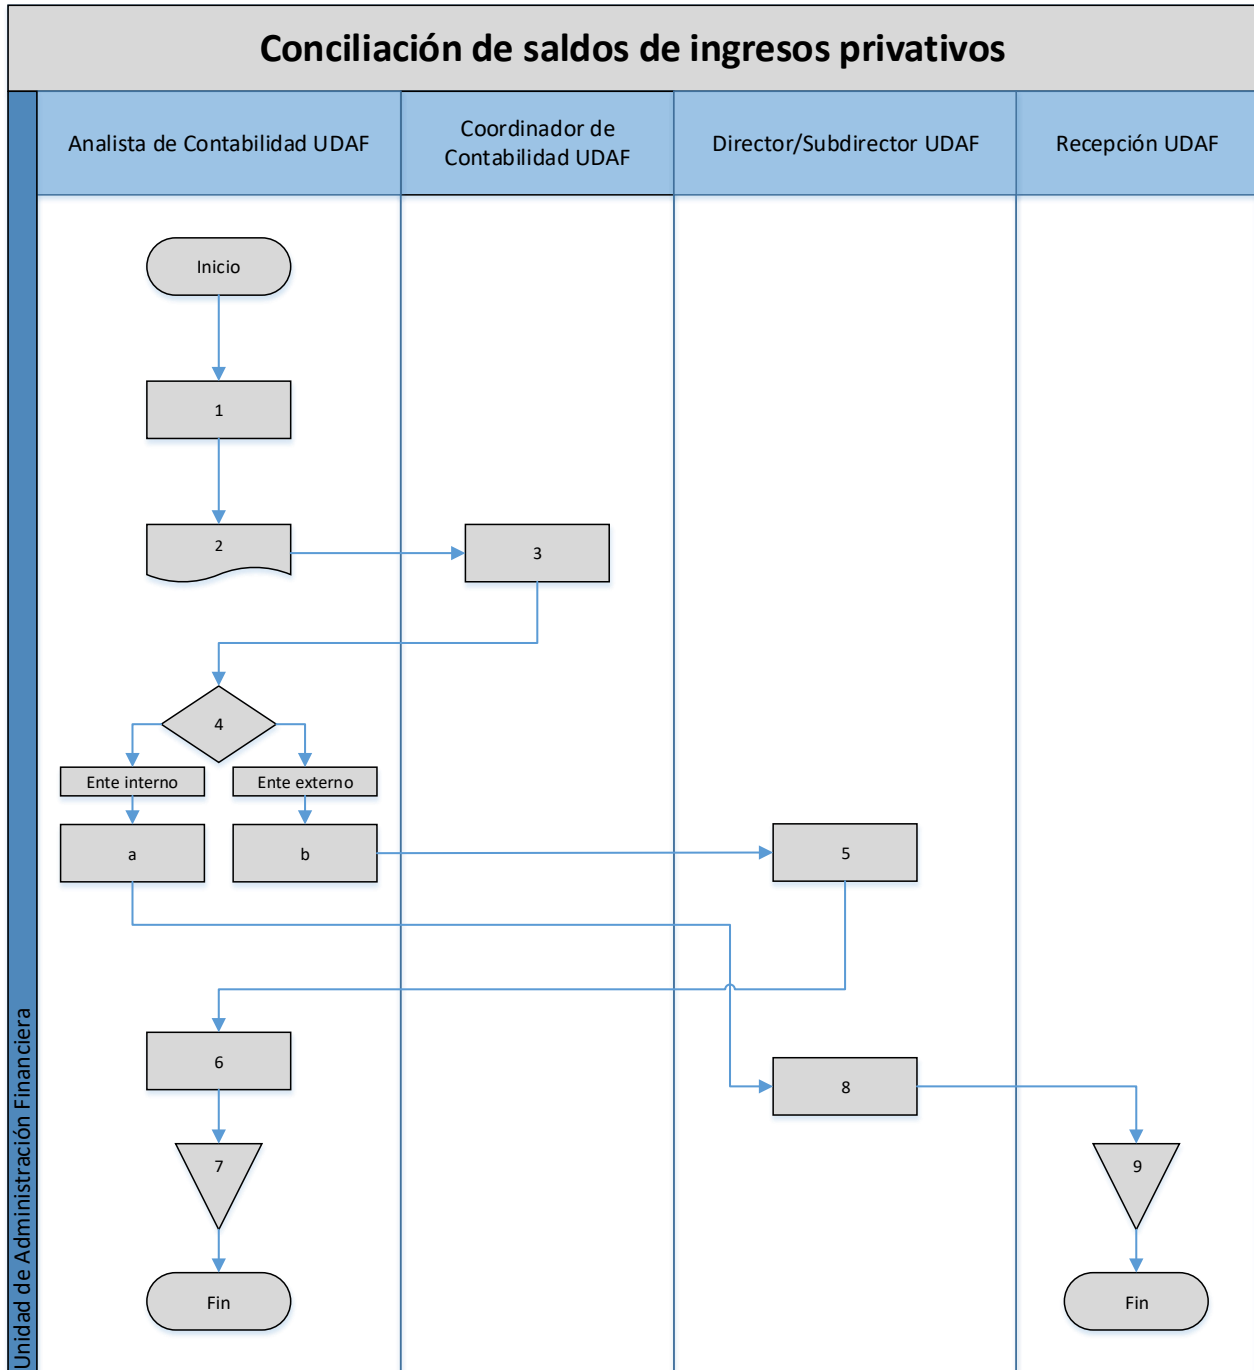 Conciliación de saldos de ingresos privativos
Analista de Contabilidad UDAF
Coordinador de
Contabilidad UDAF
Director/Subdirector UDAF
Recepción UDAF
Unidad de Administración Financiera
Inicio
1
2
3
4
Ente interno
Ente externo
a
b
5
6
8
7
9
Fin
Fin